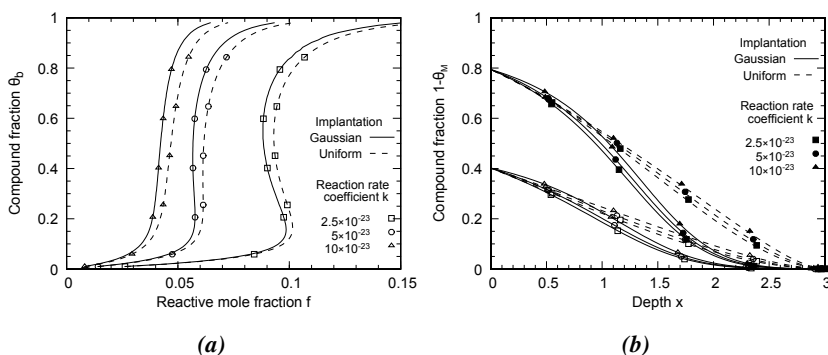 1
0.8
0.6
0.4
0.2
0
0
0.05
0.10
0.15
Compound fraction θb
Reactive mole fraction f
Implantation
Gaussian
Uniform
Reaction rate
coefficient k
2.5×10-23
5×10-23
10×10-23
(a)
1
0.8
0.6
0.4
0.2
0
0.0
0.5
1
1.5
2
2.5
3
Compound fraction 1-θM
Depth x
Implantation
Gaussian
Uniform
Reaction rate
coefficient k
2.5×10-23
5×10-23
10×10-23
(b)